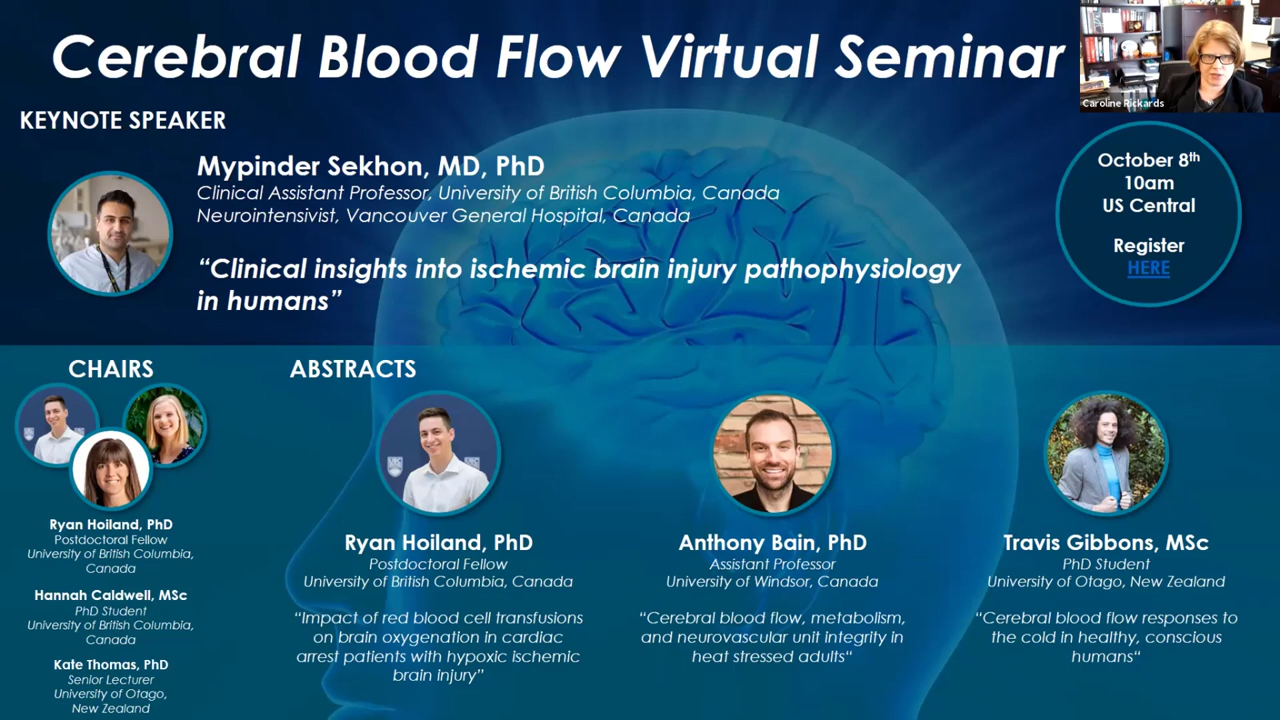 Cerebral Blood Flow Virtual Seminar
Caroline Rickards
KEYNOTE SPEAKER
Mypinder Sekhon, MD, PhD
Clinical Assistant Professor, University of British Columbia, Canada
Neurointensivist, Vancouver General Hospital, Canada
“Clinical insights into ischemic brain injury pathophysiology
in humans”
October 8th
10am
US Central
Register
HERE
CHAIRS
Ryan Hoiland, PhD
Postdoctoral Fellow
University of British Columbia,
Canada
Hannah Caldwell, MSc
PhD Student
University of British Columbia,
Canada
Kate Thomas, PhD
Senior Lecturer
University of Otago,
New Zealand
ABSTRACTS
Ryan Hoiland, PhD
Postdoctoral Fellow
University of British Columbia, Canada
“Impact of red blood cell transfusions
on brain oxygenation in cardiac
arrest patients with hypoxic ischemic
brain injury”
Anthony Bain, PhD
Assistant Professor
University of Windsor, Canada
“Cerebral blood flow, metabolism,
and neurovascular unit integrity in
heat stressed adults“
Travis Gibbons, MSc
PhD Student
University of Otago, New Zealand
“Cerebral blood flow responses to
the cold in healthy, conscious
humans“